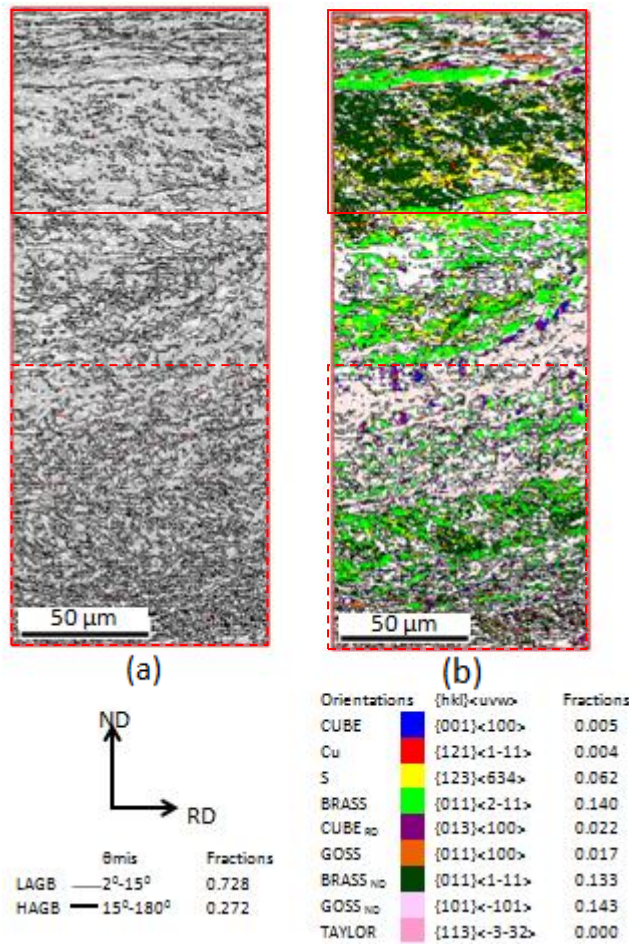 50 µm
50 µm
(a)
(b)
ND
RD
θmis Fractions
LAGB 2⁰-15⁰ 0.728
HAGB 15⁰-180⁰ 0.272
Orientations {hkl}<uvw> Fractions
CUBE {001}<100> 0.005
Cu {121}<1-11> 0.004
S {123}<634> 0.062
BRASS {011}<2-11> 0.140
CUBE RD {013}<100> 0.022
GOSS {011}<100> 0.017
BRASS ND {011}<1-11> 0.133
GOSS ND {101}<-101> 0.143
TAYLOR {113}<-3-32> 0.000